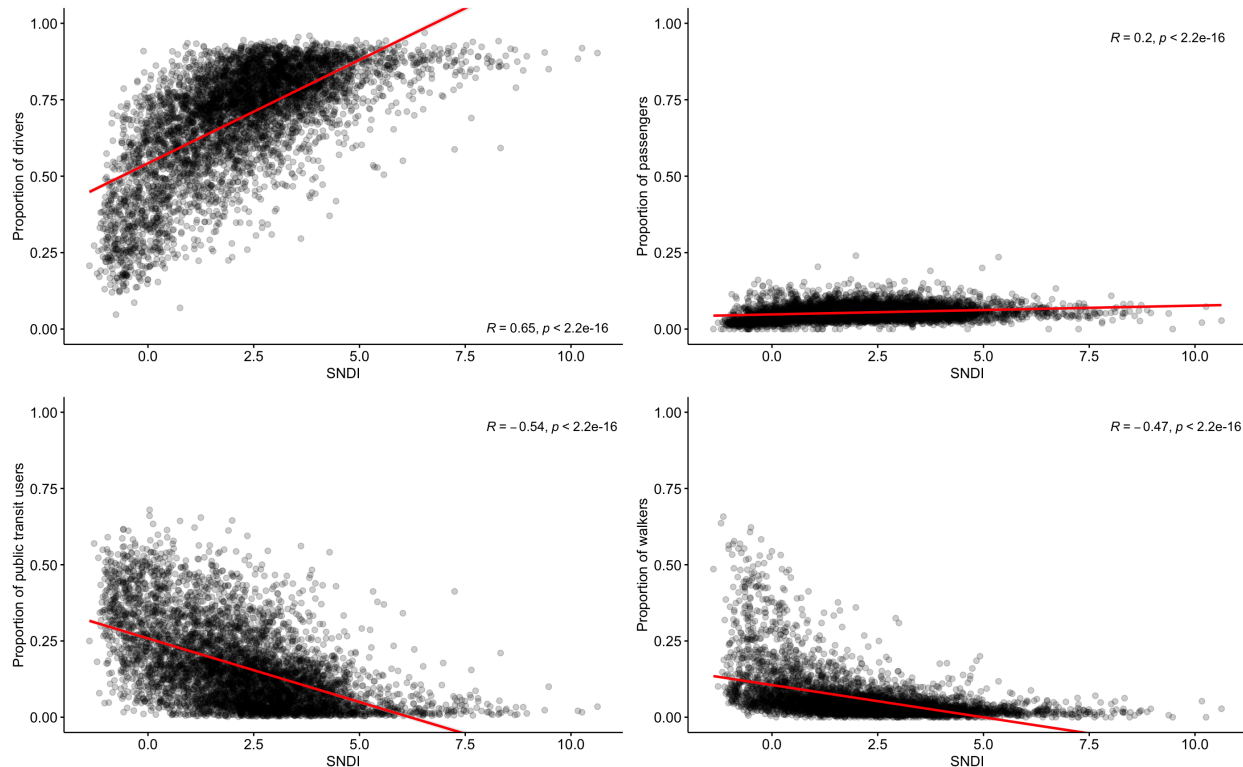 Proportion of drivers
1.00
0.75
0.50
0.25
0.00
R = 0.65, p < 2.2e-16
0.0 2.5 5.0 7.5 10.0
SNDI
Proportion of passengers
1.00
0.75
0.50
0.25
0.00
R = 0.2, p < 2.2e-16
0.0 2.5 5.0 7.5 10.0
SNDI
Proportion of public transit users
1.00
0.75
0.50
0.25
0.00
R = −0.54, p < 2.2e-16
0.0 2.5 5.0 7.5 10.0
SNDI
Proportion of walkers
1.00
0.75
0.50
0.25
0.00
R = −0.47, p < 2.2e-16
0.0 2.5 5.0 7.5 10.0
SNDI